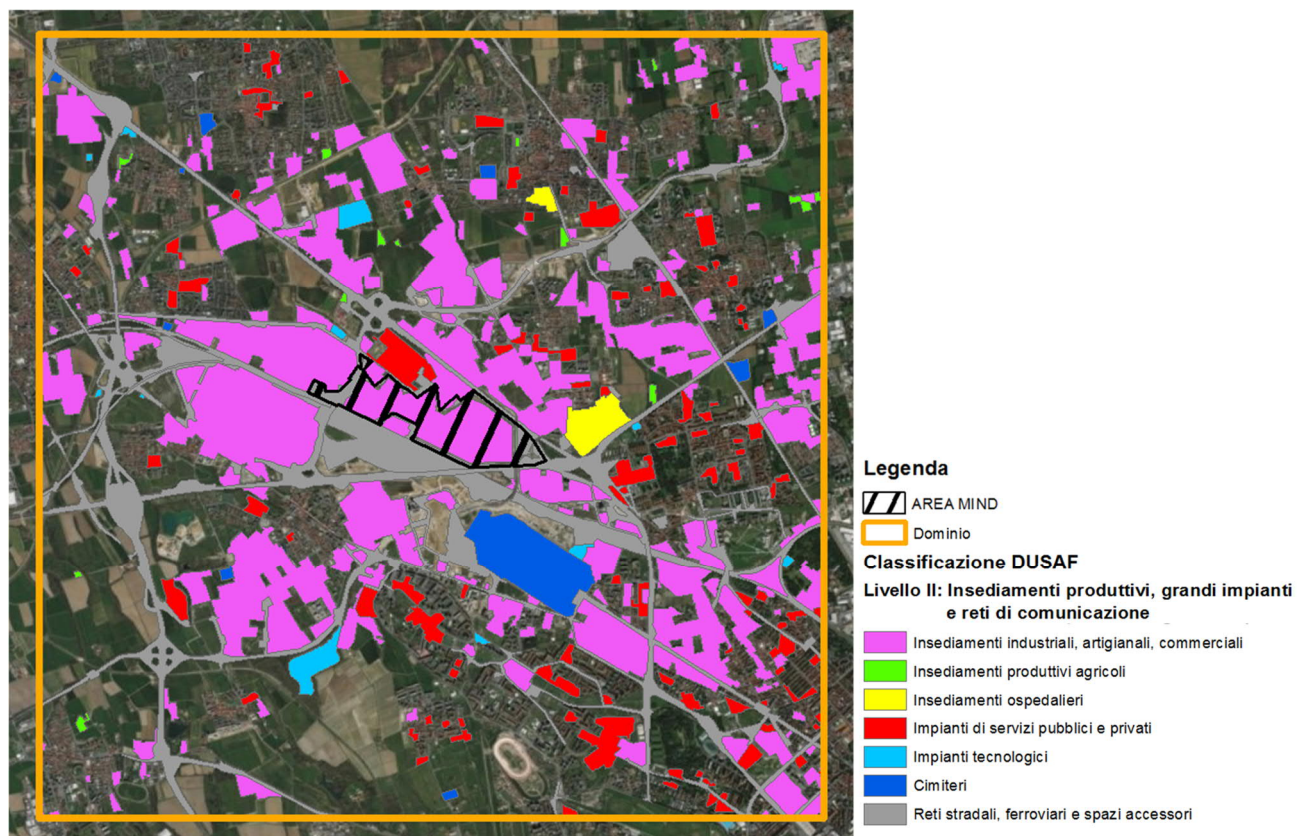 Legenda
AREA MIND
Dominio
Classificazione DUSAF
Livello II: Insediamenti produttivi, grandi impianti
e reti di comunicazione
Insediamenti industriali, artigianali, commerciali
Insediamenti produttivi agricoli
Insediamenti ospedalieri
Impianti di servizi pubblici e privati
Impianti tecnologici
Cimiteri
Reti stradali, ferroviari e spazi accessori